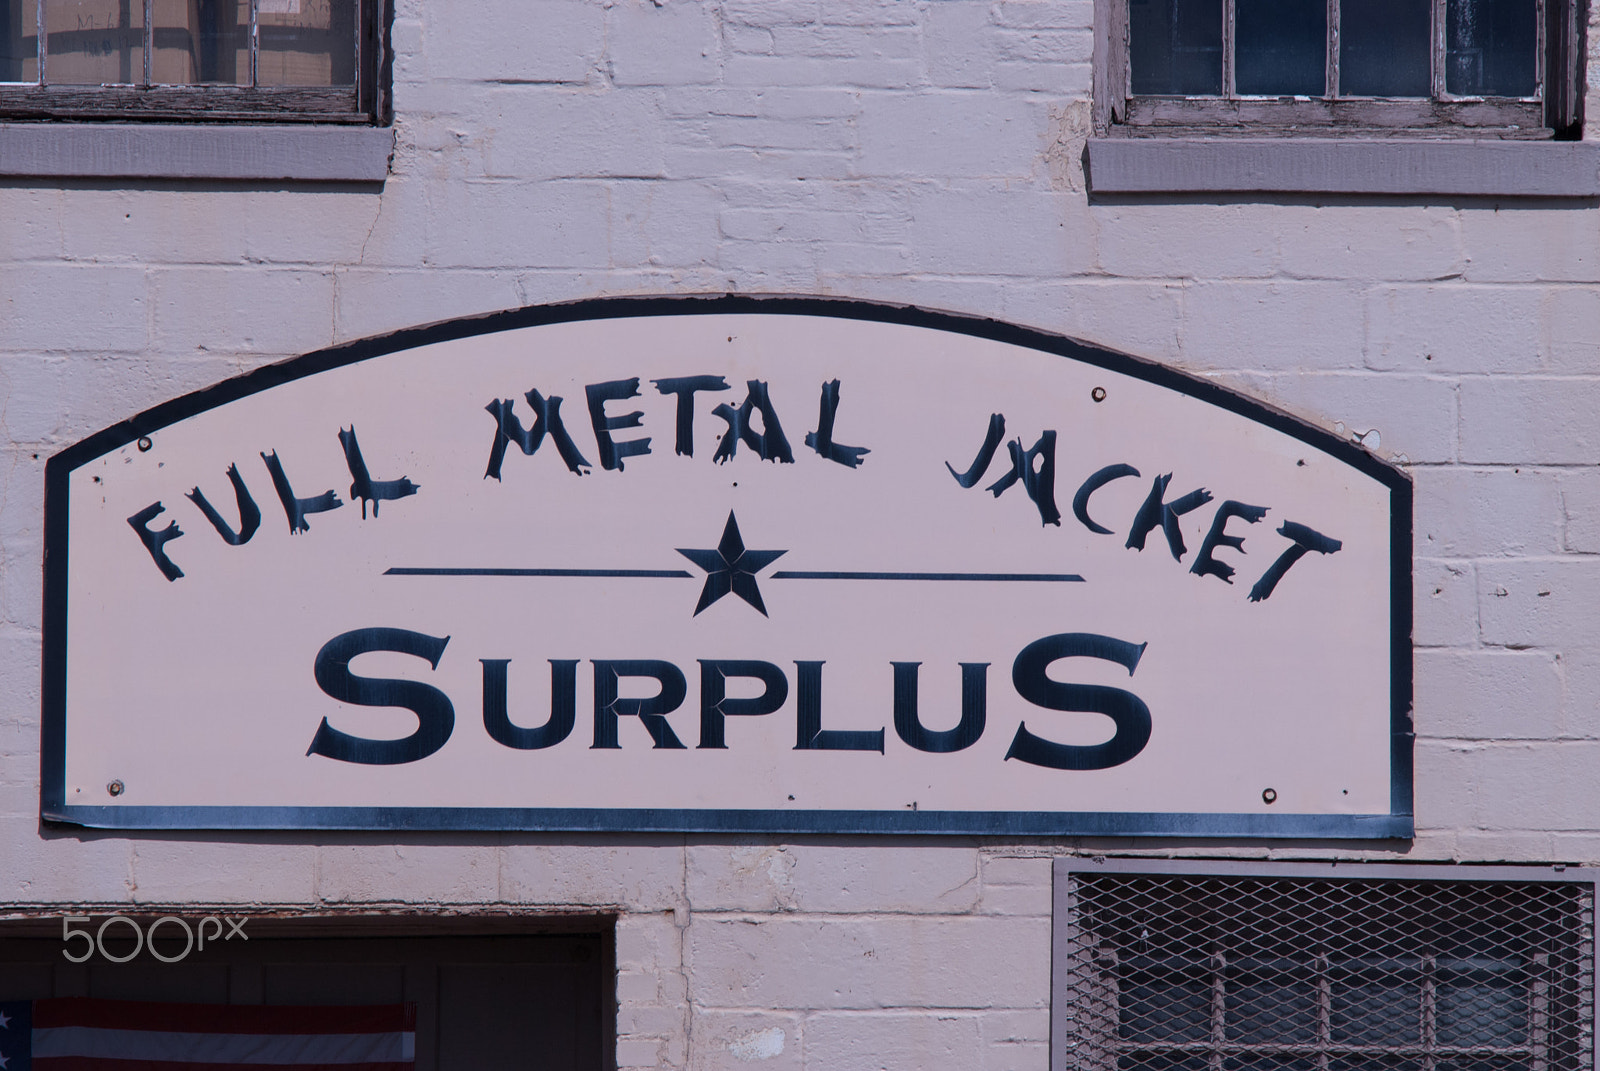 FULL METAL JACKET
SURPLUS
500px